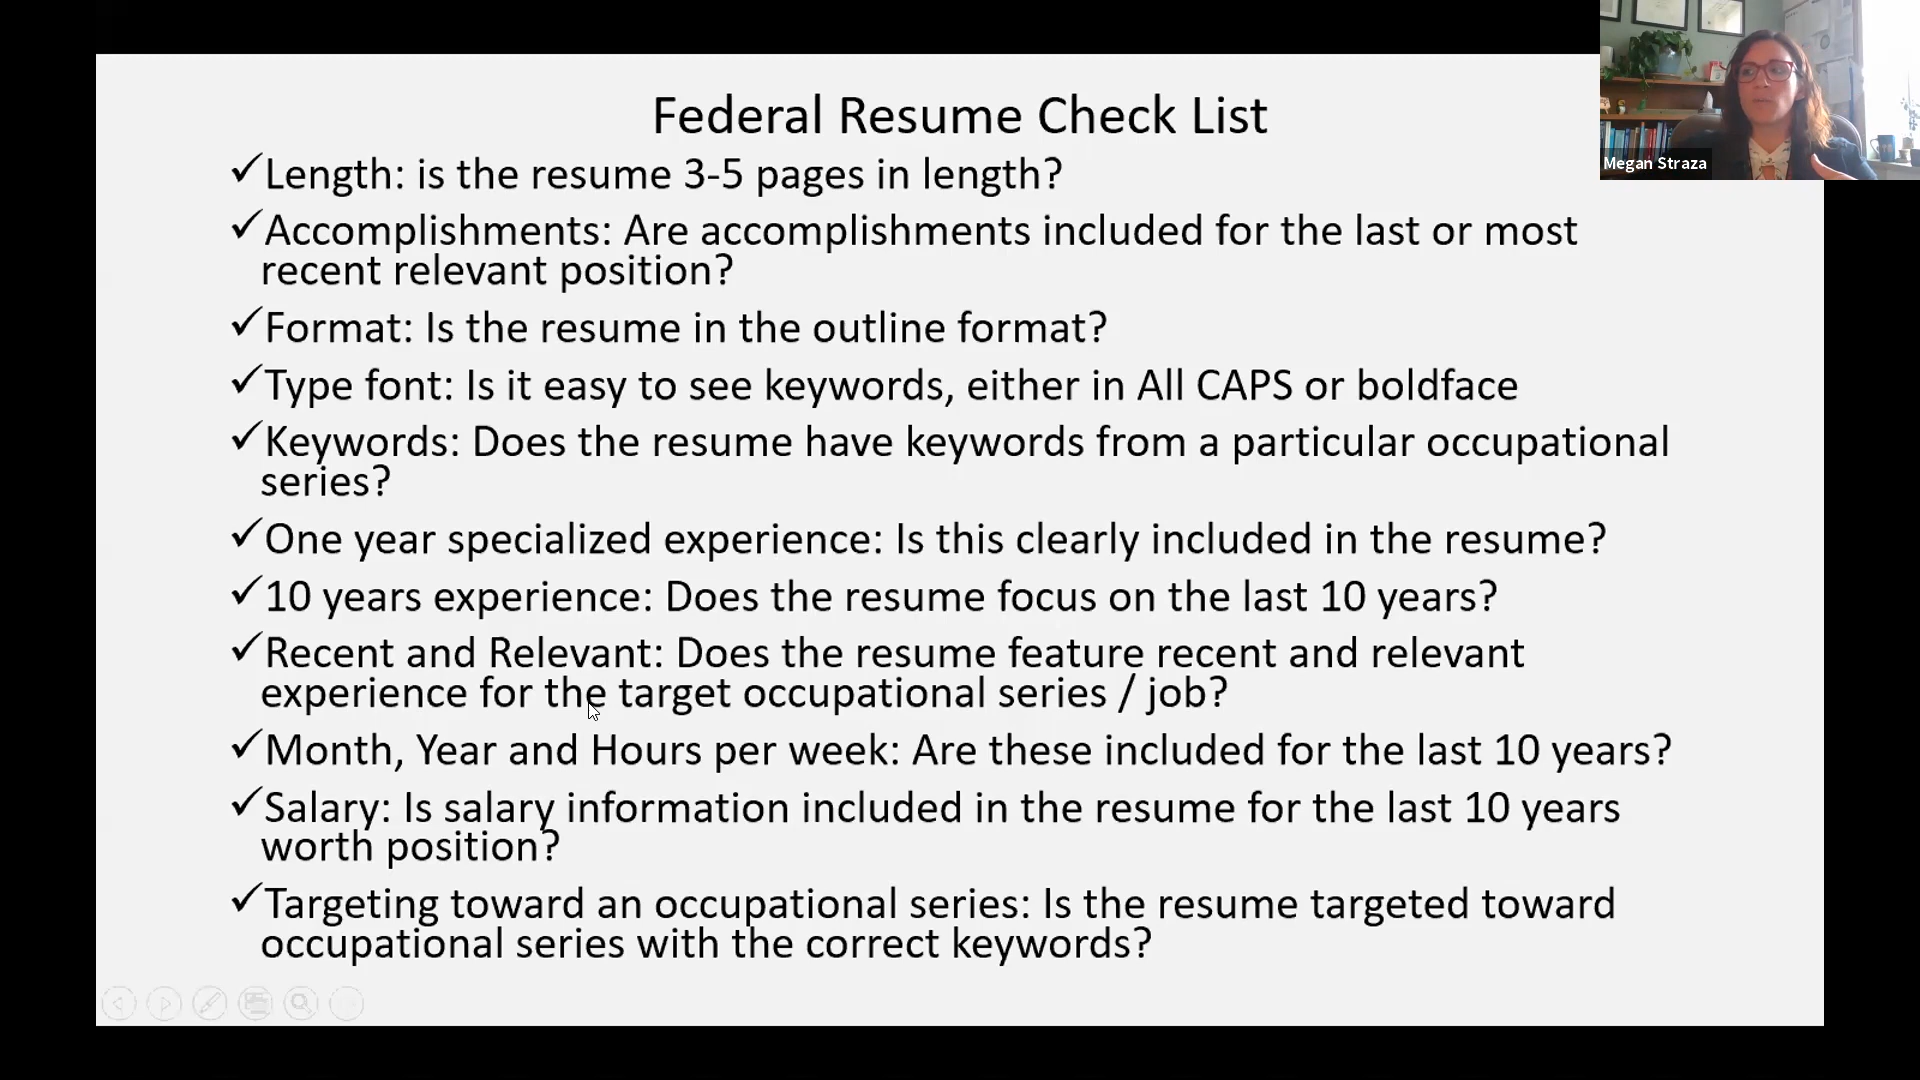 Federal Resume Check List
✓Length: is the resume 3-5 pages in length?
✓Accomplishments: Are accomplishments included for the last or most
recent relevant position?
✓Format: Is the resume in the outline format?
✓Type font: Is it easy to see keywords, either in All CAPS or boldface
✓Keywords: Does the resume have keywords from a particular occupational
series?
✓One year specialized experience: Is this clearly included in the resume?
✓10 years experience: Does the resume focus on the last 10 years?
✓Recent and Relevant: Does the resume feature recent and relevant
experience for the target occupational series / job?
✓Month, Year and Hours per week: Are these included for the last 10 years?
✓Salary: Is salary information included in the resume for the last 10 years
worth position?
✓Targeting toward an occupational series: Is the resume targeted toward
occupational series with the correct keywords?
Megan Straza